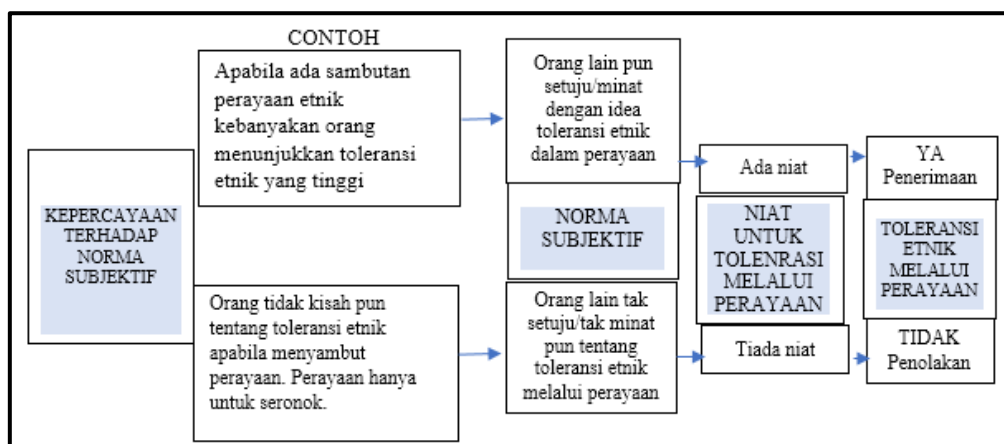 CONTOH
Apabila ada sambutan
perayaan etnik
kebanyakan orang
menunjukkan toleransi
etnik yang tinggi
Orang lain pun
setuju/minat
dengan idea
toleransi etnik
dalam perayaan
Ada niat
YA
Penerimaan
KEPERCAYAAN
TERHADAP
NORMA
SUBJEKTIF
NORMA
SUBJEKTIF
NIAT
UNTUK
TOLENRASI
MELALUI
PERAYAAN
TOLERANSI
ETNIK
MELALUI
PERAYAAN
Orang tidak kisah pun
tentang toleransi etnik
apabila menyambut
perayaan. Perayaan hanya
untuk seronok.
Orang lain tak
setuju/tak minat
pun tentang
toleransi etnik
melalui perayaan
Tiada niat
TIDAK
Penolakan